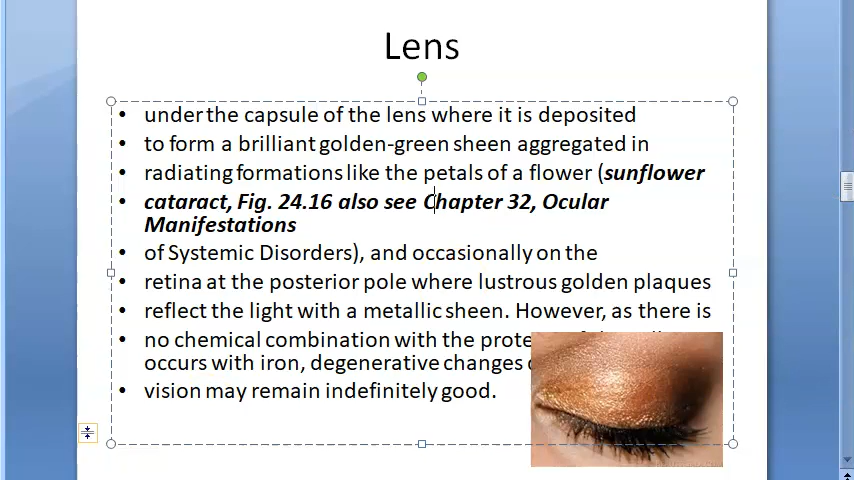 Lens
• under the capsule of the lens where it is deposited
• to form a brilliant golden-green sheen aggregated in
• radiating formations like the petals of a flower (sunflower
• cataract, Fig. 24.16 also see Chapter 32, Ocular
Manifestations
• of Systemic Disorders), and occasionally on the
• retina at the posterior pole where lustrous golden plaques
• reflect the light with a metallic sheen. However, as there is
• no chemical combination with the
occurs with iron, degenerative changes
• vision may remain indefinitely good.